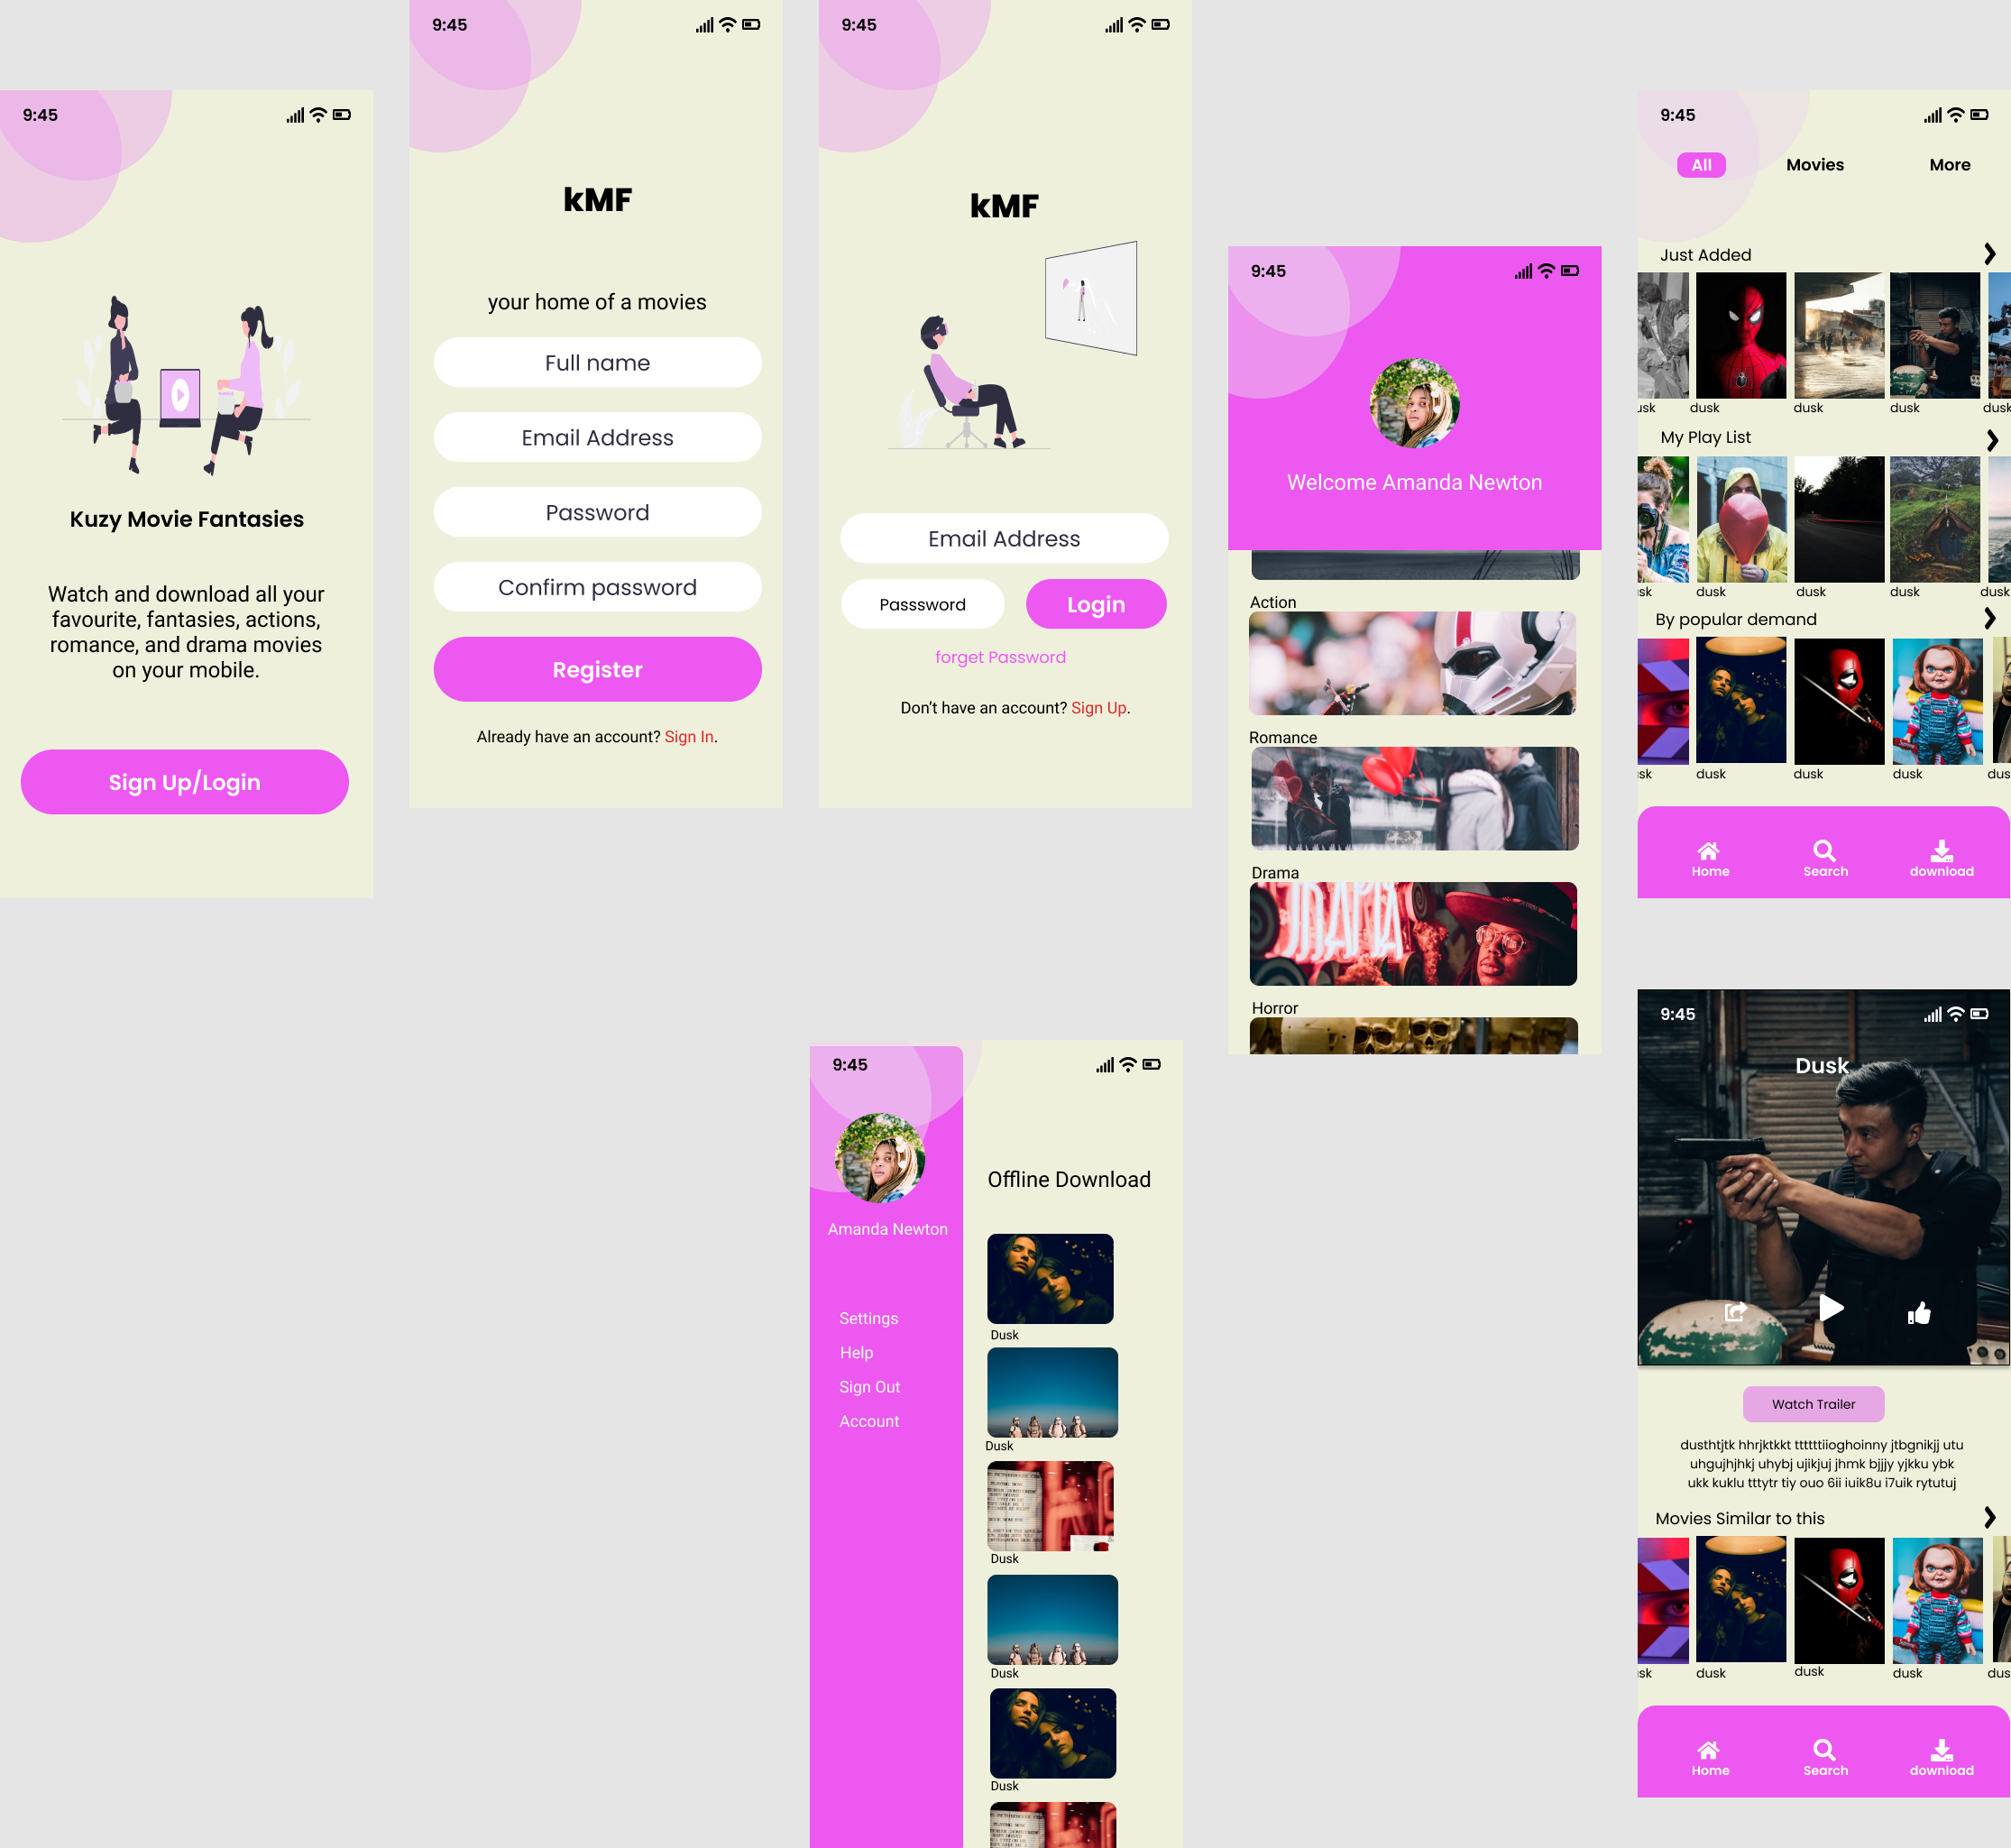 9:45
Kuzy Movie Fantasies
Watch and download all your
favourite, fantasies, actions,
romance, and drama movies
on your mobile.
Sign Up/Login
9:45
kMF
your home of a movies
Full name
Email Address
Password
Confirm password
Register
Already have an account? Sign In.
9:45
kMF
Email Address
Passsword
Login
forget Password
Don't have an account? Sign Up.
9:45
Welcome Amanda Newton
Action
Romance
Drama
Horror
9:45
All
Movies
More
Just Added
usk
dusk
dusk
dusk
dusk
My Play List
sk
dusk
dusk
dusk
dusk
By popular demand
usk
dusk
dusk
dusk
dus
Home
Search
download
9:45
Amanda Newton
Settings
Help
Sign Out
Account
Offline Download
Dusk
Dusk
Dusk
Dusk
Dusk
9:45
Dusk
Watch Trailer
dusthtjtk hhrjktkkt ttttttiioghoinny jtbgnikjj utu
uhgujhjhkj uhybj ujikjuj jhmk bjjjy yjkku ybk
ukk kuklu tttytr tiy ouo 6ii iuik8u i7uik rytutuj
Movies Similar to this
usk
dusk
dusk
dusk
dus
Home
Search
download